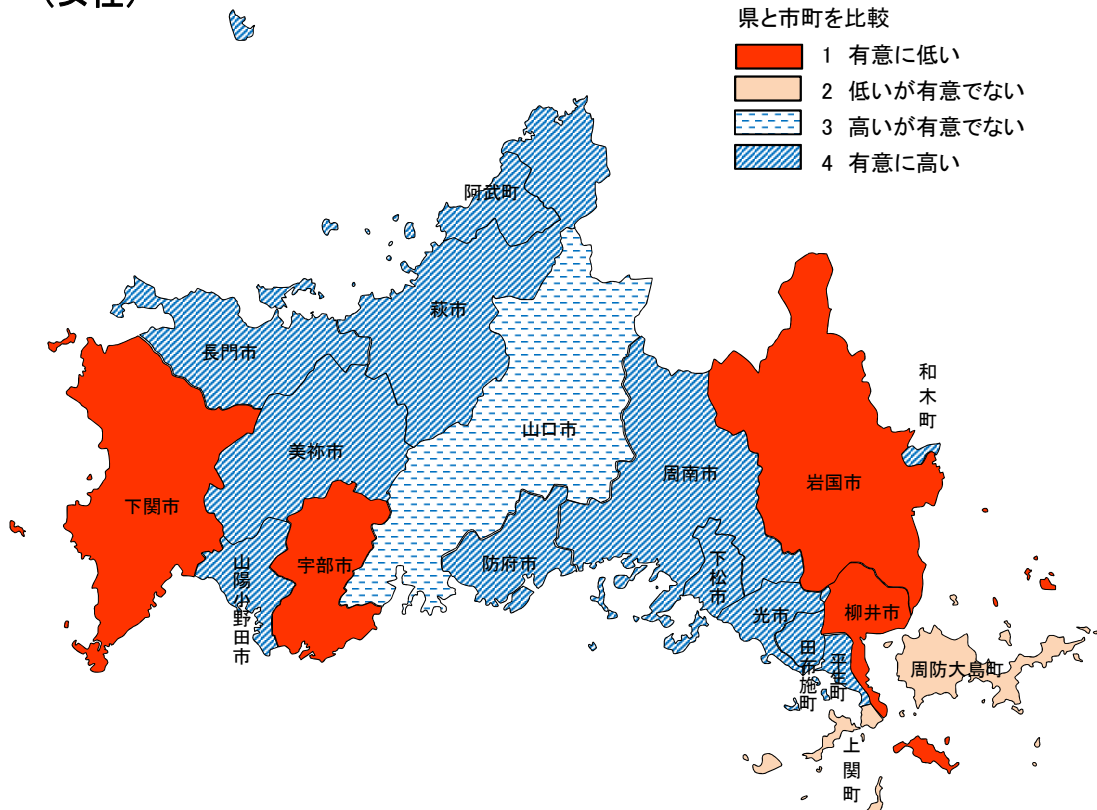 （女性）
県と市町を比較
1 有意に低い
2 低いが有意でない
3 高いが有意でない
4 有意に高い
阿武町
萩市
長門市
和木町
山口市
美祢市
周南市
岩国市
下関市
宇部市
防府市
山陽小野田市
下松市
光市
柳井市
田布施町
平生町
周防大島町
上関町